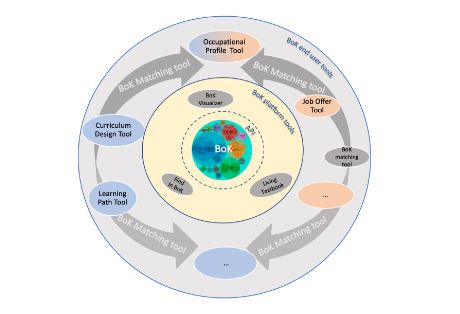 Occupational
Profile Tool
BoK end user tools
BoK Matching tool
BoK Matching tool
BoK
Visualizer
BoK platform tools
Job Offer
Tool
Curriculum
Design Tool
API
BoK
BoK
matching
tool
Find
in BoK
Living
Textbook
Learning
Path Tool
...
BoK Matching tool
BoK Matching tool
...